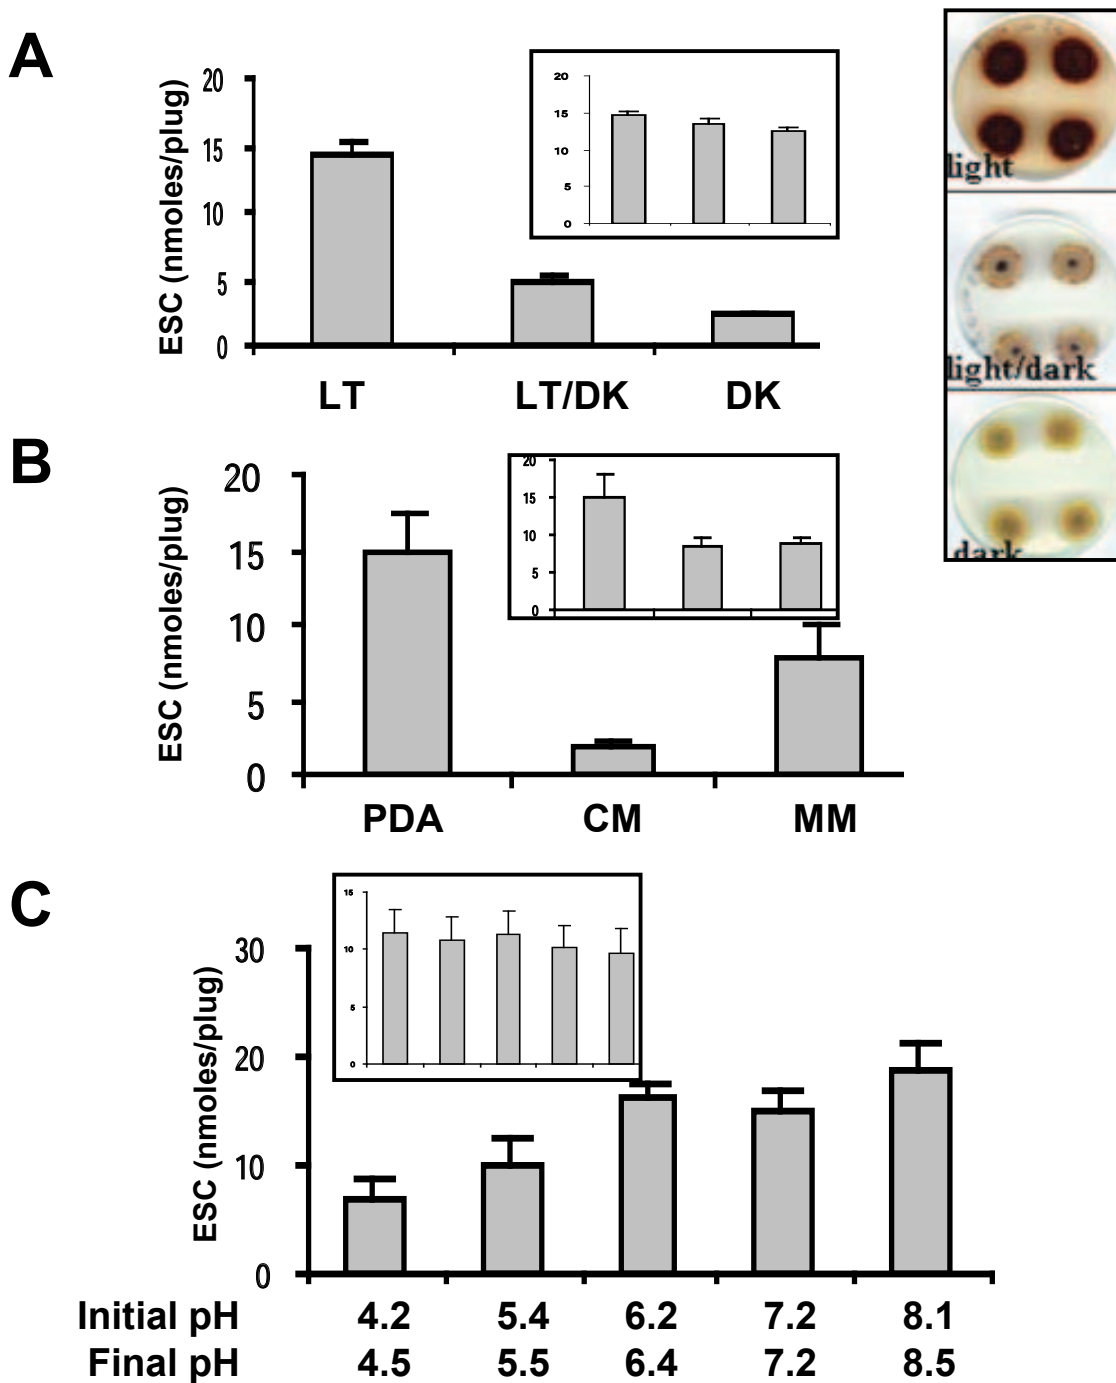 A
ESC (nmoles/plug)
20
15
10
5
0
LT LT/DK DK
20
15
10
5
0
light
light/dark
dark
B
ESC (nmoles/plug)
20
15
10
5
0
PDA CM MM
20
15
10
5
0
C
ESC (nmoles/plug)
30
20
10
0
15
10
5
0
Initial pH 4.2 5.4 6.2 7.2 8.1
Final pH 4.5 5.5 6.4 7.2 8.5